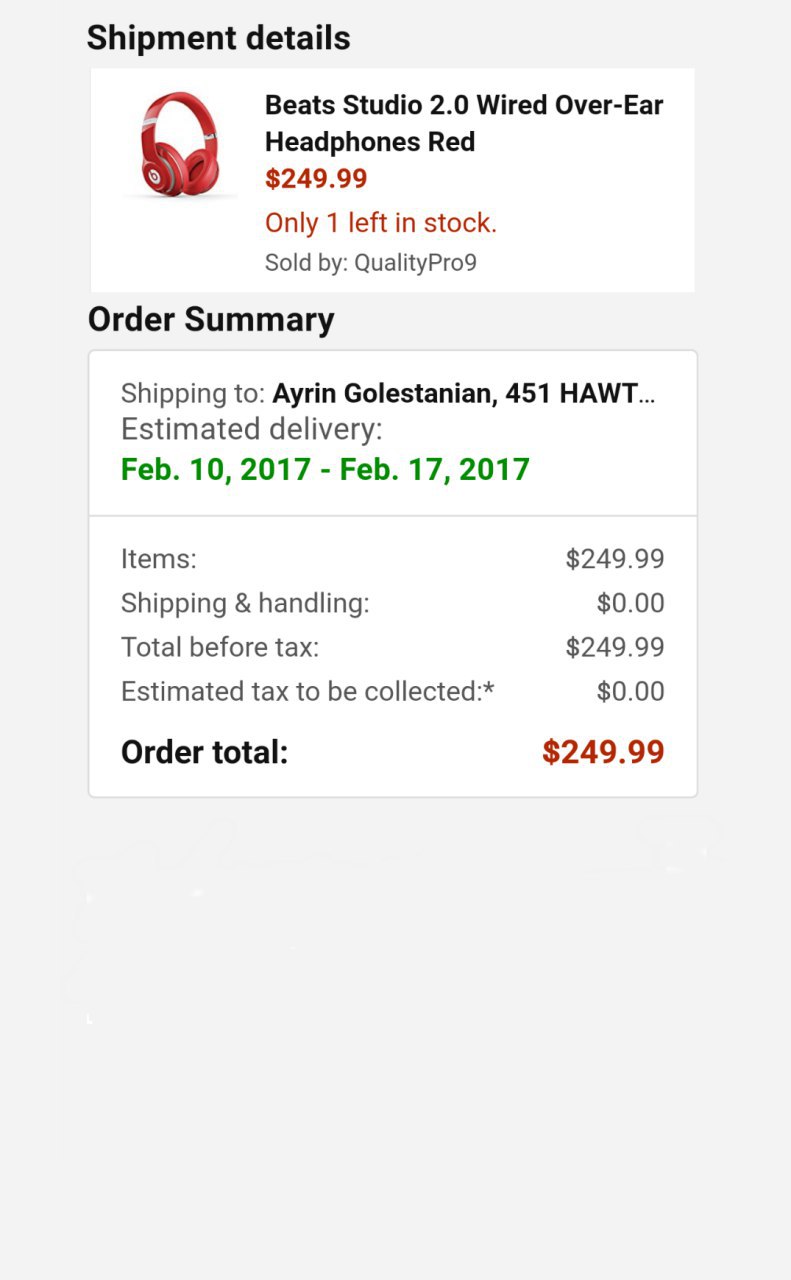 Shipment details
Beats Studio 2.0 Wired Over-Ear
Headphones Red
$249.99
Only 1 left in stock.
Sold by: QualityPro9
Order Summary
Shipping to: Ayrin Golestanian, 451 HAWT...
Estimated delivery:
Feb. 10, 2017 - Feb. 17, 2017
Items: $249.99
Shipping & handling: $0.00
Total before tax: $249.99
Estimated tax to be collected:* $0.00
Order total: $249.99